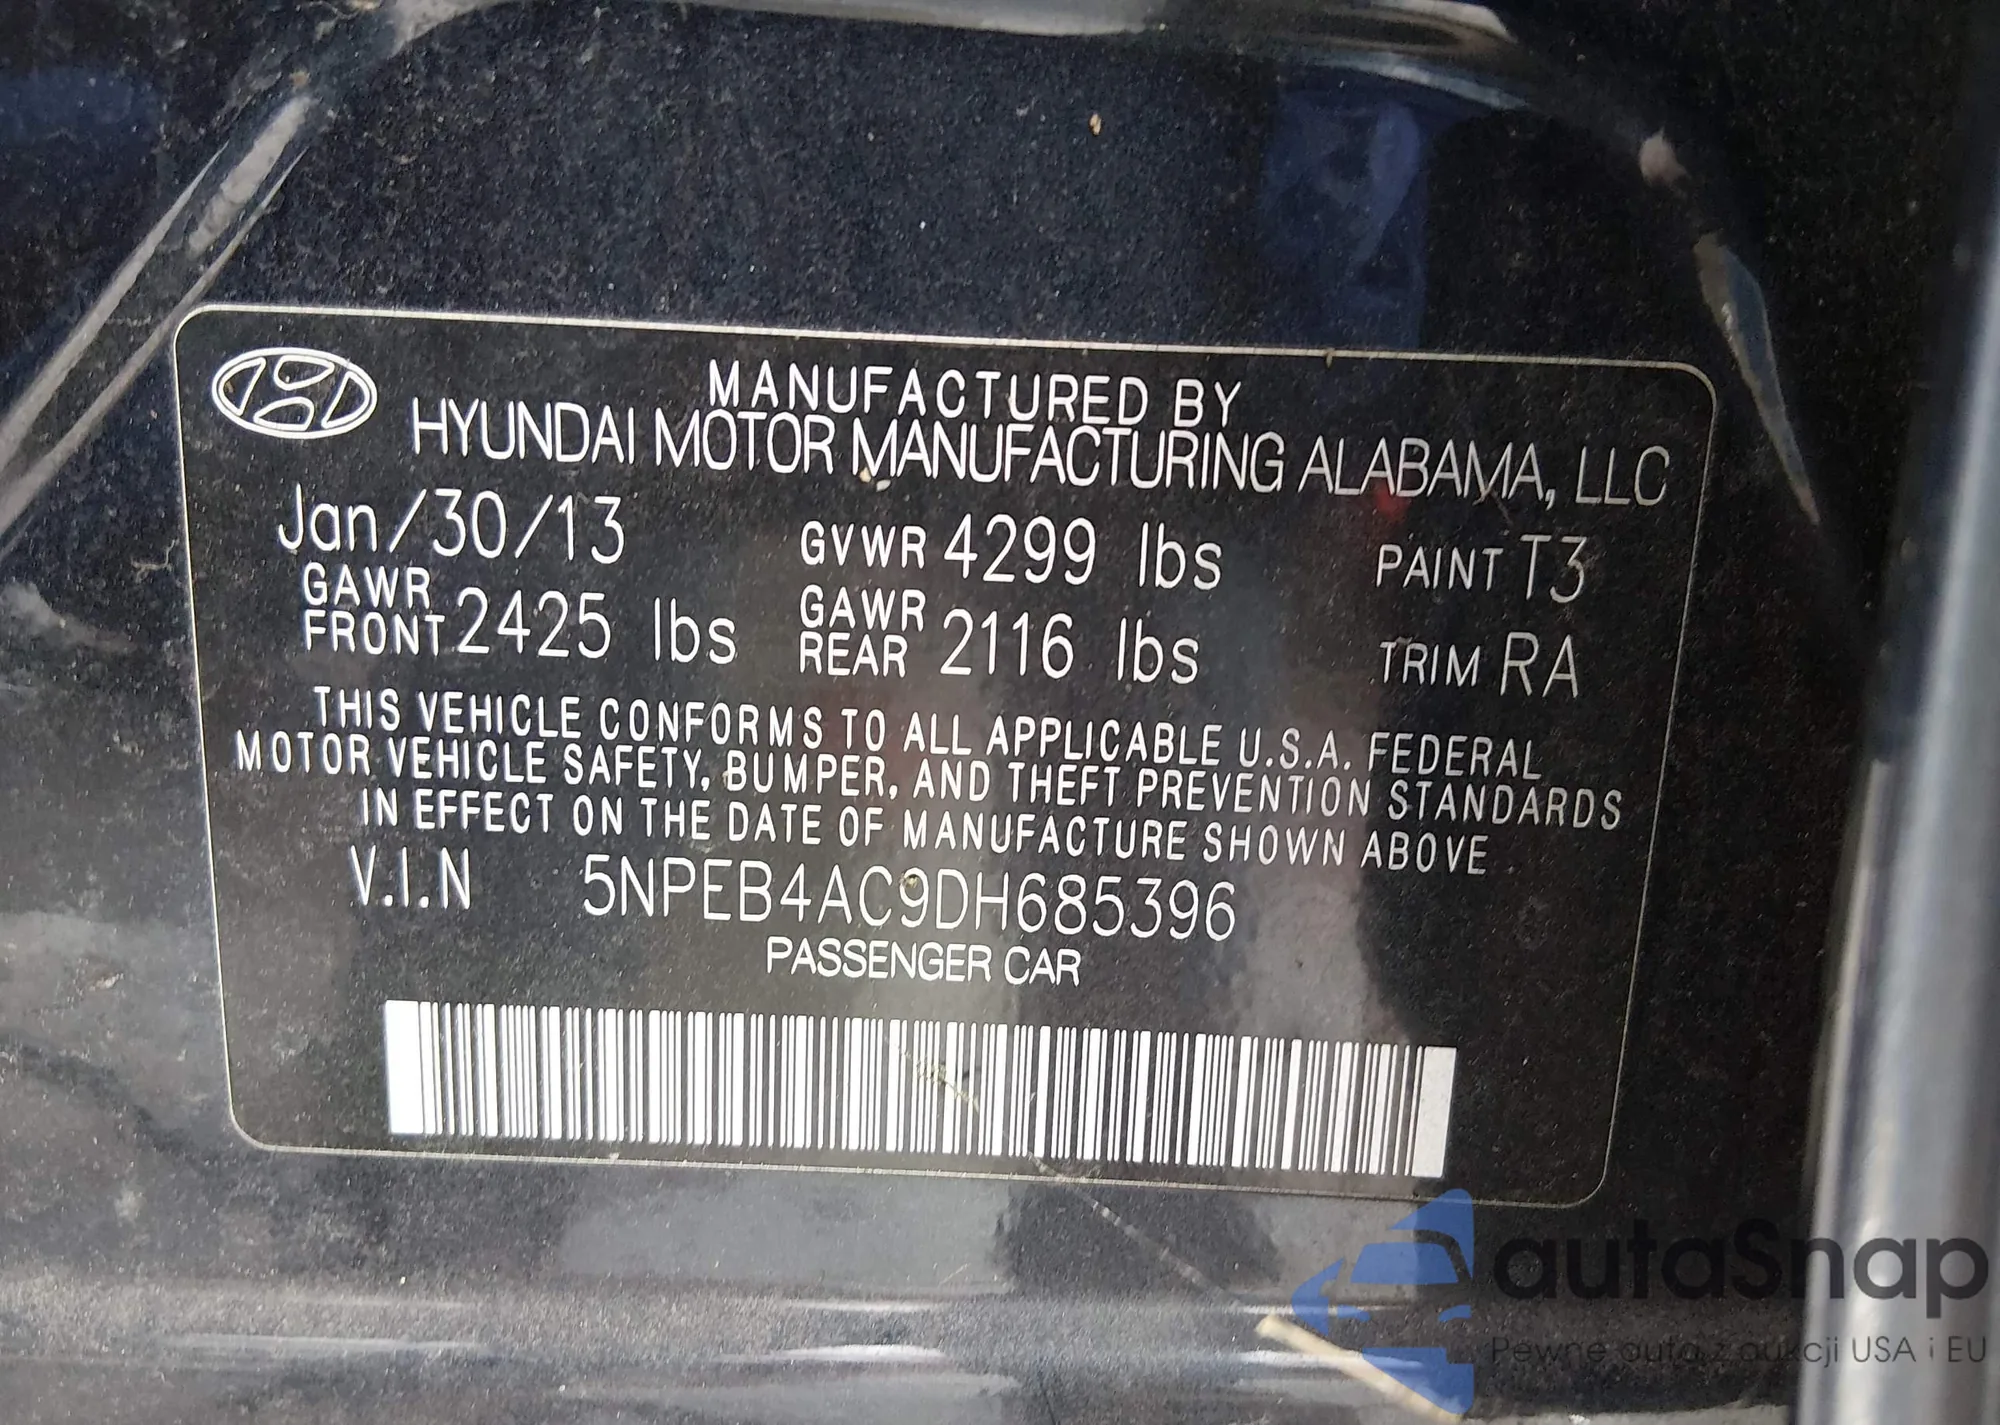 MANUFACTURED BY
HYUNDAI MOTOR MANUFACTURING ALABAMA, LLC
Jan/30/13 GVWR 4299 lbs PAINT T3
GAWR FRONT 2425 lbs GAWR REAR 2116 lbs TRIM RA
THIS VEHICLE CONFORMS TO ALL APPLICABLE U.S.A. FEDERAL
MOTOR VEHICLE SAFETY, BUMPER, AND THEFT PREVENTION STANDARDS
IN EFFECT ON THE DATE OF MANUFACTURE SHOWN ABOVE
V.I.N 5NPEB4AC9DH685396
PASSENGER CAR
autaSnap
Pewne auta z aukcji USA i EU